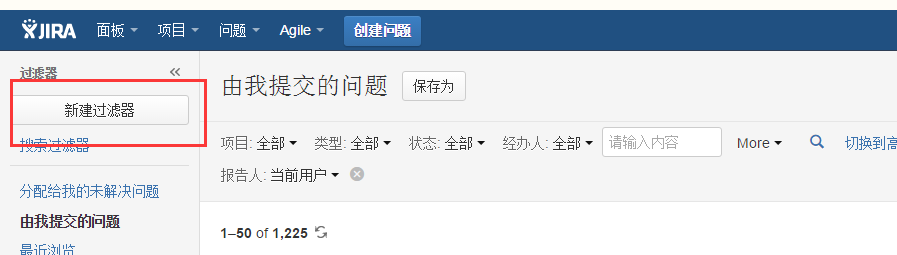 JIRA 面板 项目 问题 Agile 创建问题
过滤器
新建过滤器
搜索过滤器
分配给我的未解决问题
由我提交的问题
最近浏览
由我提交的问题 保存为
项目: 全部 类型: 全部 状态: 全部 经办人: 全部 请输入内容 More 切换到高
报告人: 当前用户
1–50 of 1,225